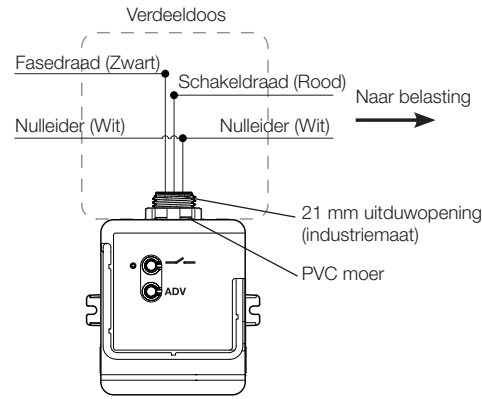 Verdeeldoos
Fasedraad (Zwart)
Schakeldraad (Rood)
Naar belasting
Nulleider (Wit)
Nulleider (Wit)
21 mm uitduwopening
(industriemaat)
PVC moer
ADV